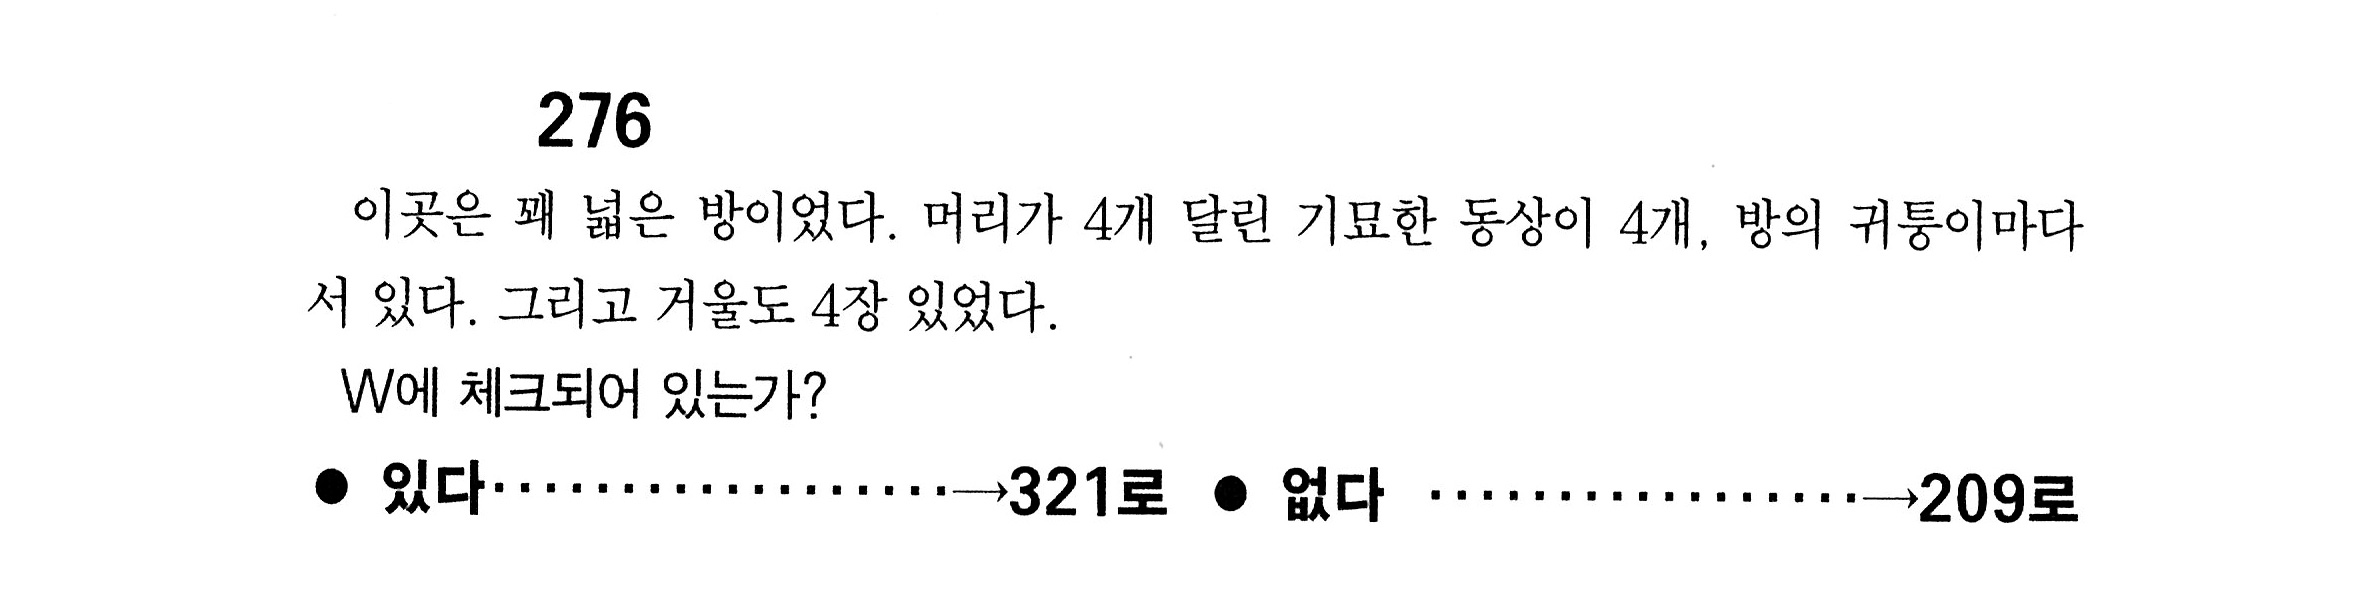 276
이곳은 꽤 넓은 방이었다. 머리가 4개 달린 기묘한 동상이 4개, 방의 귀퉁이마다
서 있다. 그리고 거울도 4장 있었다.
W에 체크되어 있는가?
● 있다··················→321로 ● 없다 ·················→209로